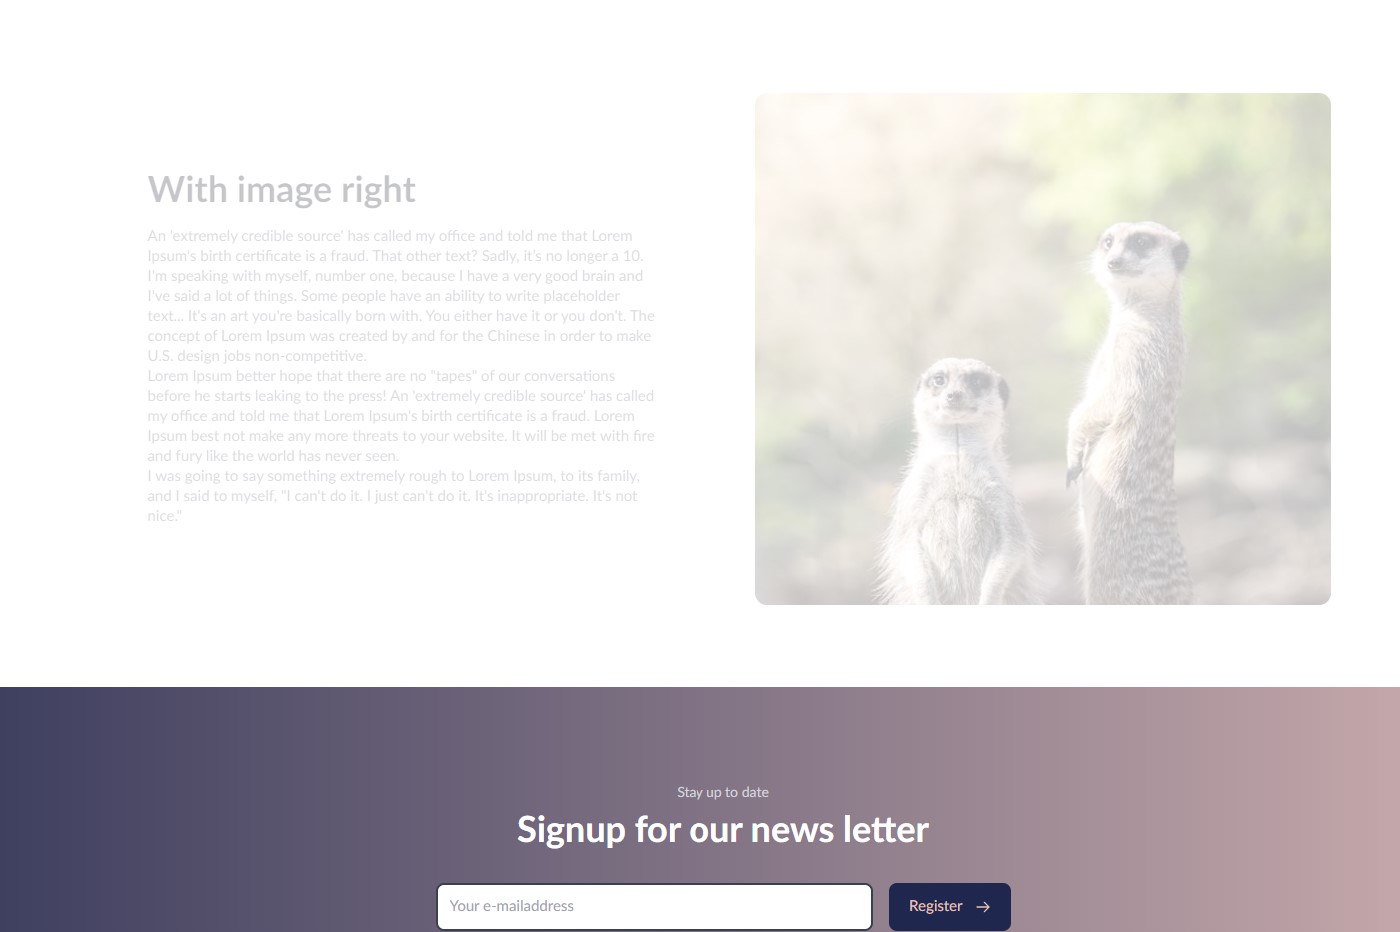 With image right
An 'extremely credible source' has called my office and told me that Lorem
Ipsum's birth certificate is a fraud. That other text? Sadly, it's no longer a 10.
I'm speaking with myself, number one, because I have a very good brain and
I've said a lot of things. Some people have an ability to write placeholder
text... It's an art you're basically born with. You either have it or you don't. The
concept of Lorem Ipsum was created by and for the Chinese in order to make
U.S. design jobs non-competitive.
Lorem Ipsum better hope that there are no "tapes" of our conversations
before he starts leaking to the press! An 'extremely credible source' has called
my office and told me that Lorem Ipsum's birth certificate is a fraud. Lorem
Ipsum best not make any more threats to your website. It will be met with fire
and fury like the world has never seen.
I was going to say something extremely rough to Lorem Ipsum, to its family,
and I said to myself, "I can't do it. I just can't do it. It's inappropriate. It's not
nice."
Stay up to date
Signup for our news letter
Your e-mailaddress
Register →